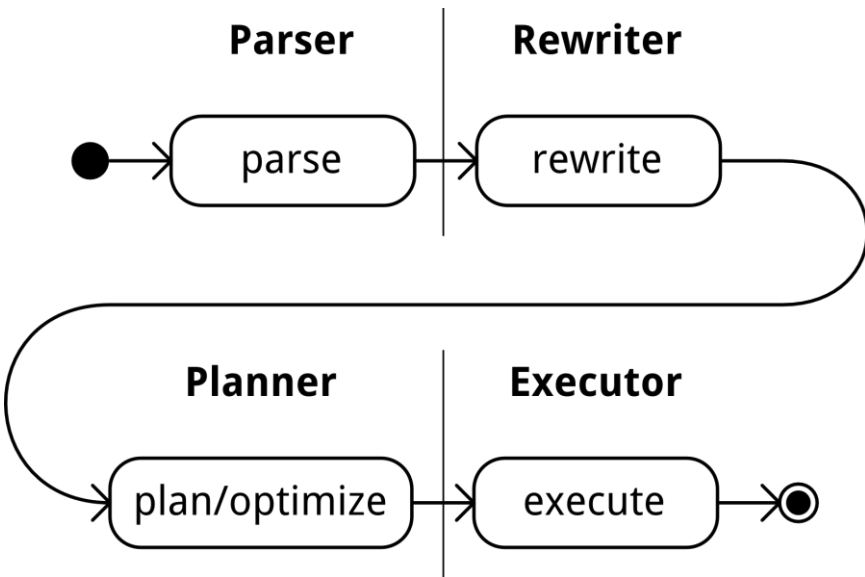 Parser
Rewriter
parse
rewrite
Planner
Executor
plan/optimize
execute